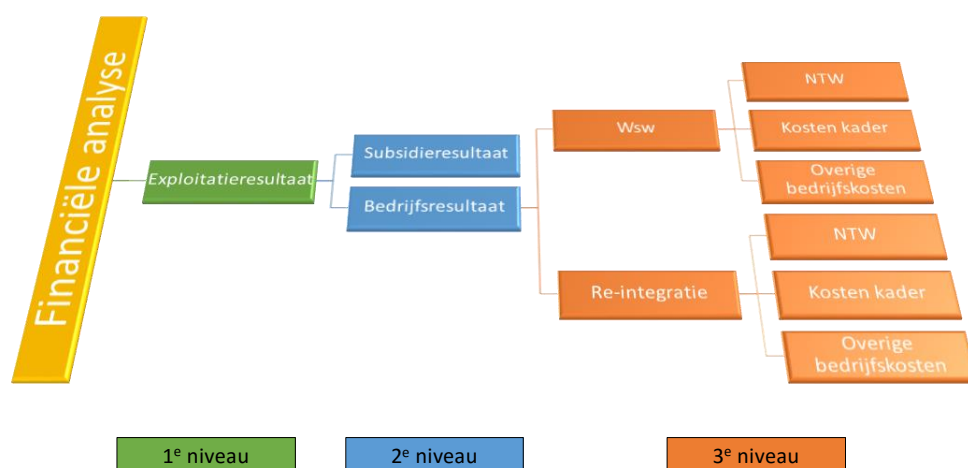 Financiële analyse
Exploitatieresultaat
Subsidieresultaat
Bedrijfsresultaat
Wsw
NTW
Kosten kader
Overige
bedrijfskosten
Re-integratie
NTW
Kosten kader
Overige
bedrijfskosten
1e niveau
2e niveau
3e niveau